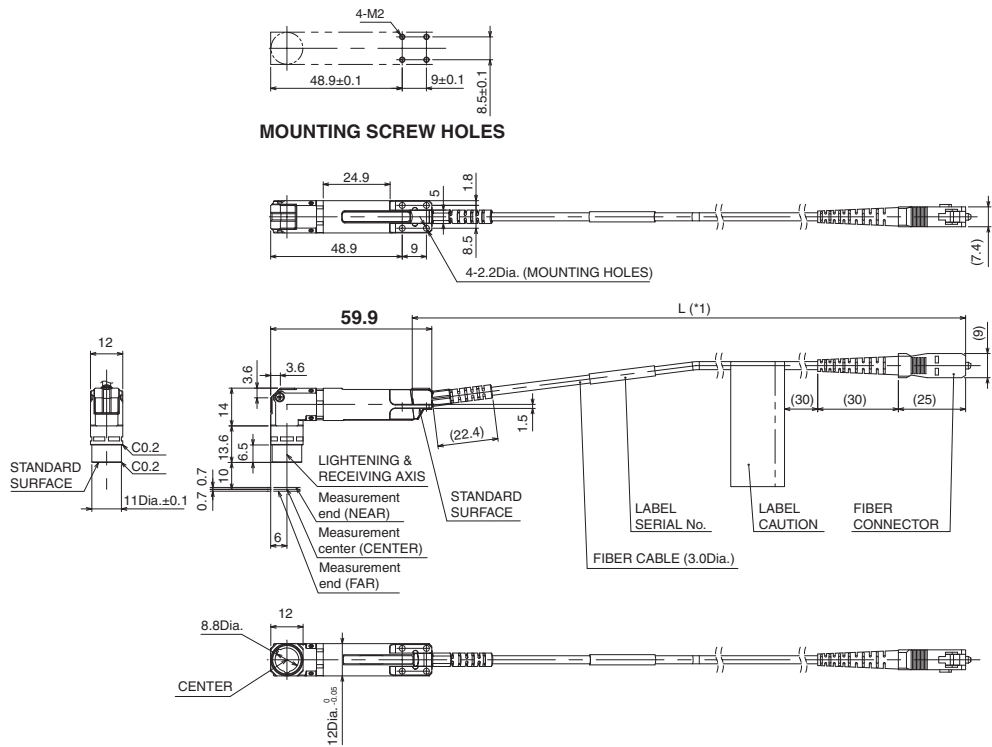 4-M2
48.9±0.1
9±0.1
8.5±0.1
MOUNTING SCREW HOLES
24.9
5
1.8
48.9
9
8.5
4-2.2Dia. (MOUNTING HOLES)
(7.4)
L (*1)
59.9
(9)
12
3.6
3.6
14
13.6
6.5
10
0.7
0.7
6
C0.2
C0.2
STANDARD
SURFACE
11Dia.±0.1
(22.4)
1.5
(30)
(30)
(25)
LIGHTENING &
RECEIVING AXIS
Measurement
end (NEAR)
Measurement
center (CENTER)
Measurement
end (FAR)
STANDARD
SURFACE
LABEL
SERIAL No.
LABEL
CAUTION
FIBER
CONNECTOR
FIBER CABLE (3.0Dia.)
12
8.8Dia.
CENTER
12Dia. 0 -0.05